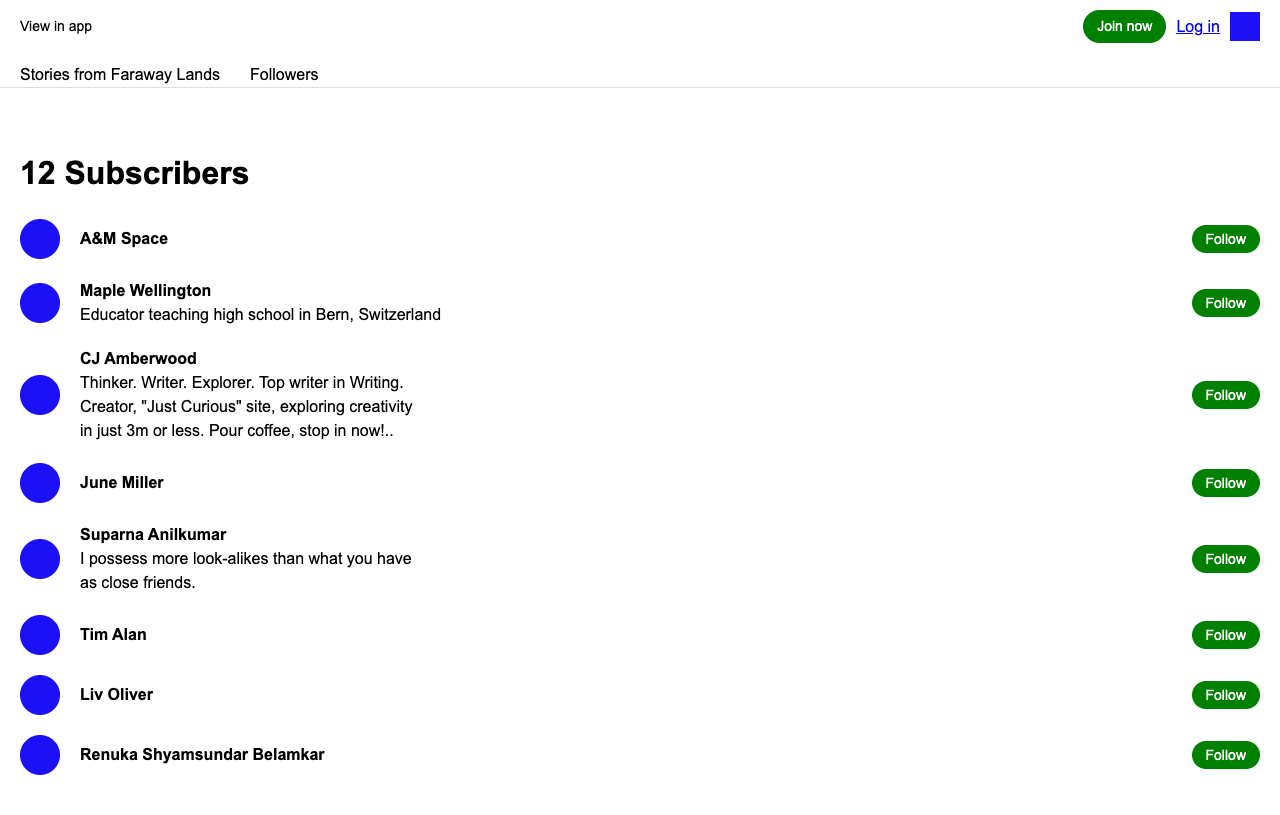 View in app
Join now
Log in
Stories from Faraway Lands
Followers
12 Subscribers
A&M Space
Follow
Maple Wellington
Educator teaching high school in Bern, Switzerland
Follow
CJ Amberwood
Thinker. Writer. Explorer. Top writer in Writing.
Creator, "Just Curious" site, exploring creativity
in just 3m or less. Pour coffee, stop in now!..
Follow
June Miller
Follow
Suparna Anilkumar
I possess more look-alikes than what you have
as close friends.
Follow
Tim Alan
Follow
Liv Oliver
Follow
Renuka Shyamsundar Belamkar
Follow